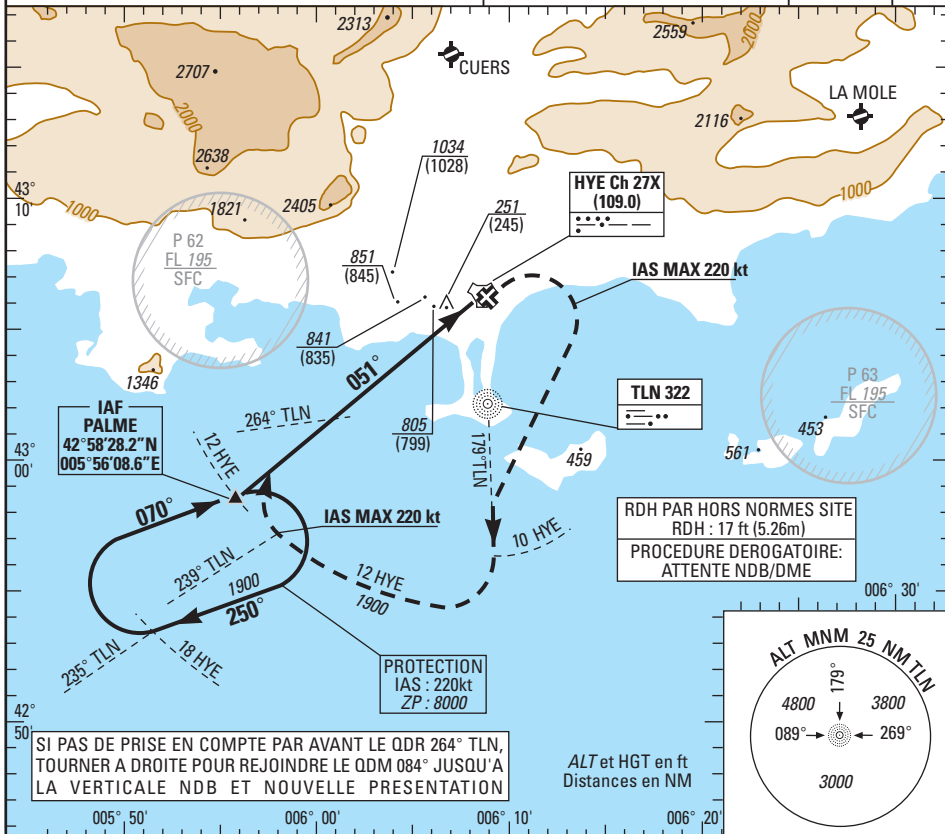 2313
2559
2000
CUERS
2707
LA MOLE
2000
2116
1034
(1028)
2638
HYE Ch 27X
(109.0)
43°
10'
1000
1821
2405
251
(245)
1000
P 62
FL 195
SFC
851
(845)
IAS MAX 220 kt
841
(835)
051°
1346
P 63
FL 195
SFC
TLN 322
IAF
PALME
42°58'28.2"N
005°56'08.6"E
264° TLN
805
(799)
453
12 HYE
179°TLN
459
561
43°
00'
070°
IAS MAX 220 kt
RDH PAR HORS NORMES SITE
RDH : 17 ft (5.26m)
PROCEDURE DEROGATOIRE:
ATTENTE NDB/DME
10 HYE
239° TLN
1900
12 HYE
1900
006° 30'
250°
235° TLN
18 HYE
PROTECTION
IAS : 220kt
ZP : 8000
ALT MNM 25 NM TLN
179°
4800
3800
089°
269°
3000
42°
50'
SI PAS DE PRISE EN COMPTE PAR AVANT LE QDR 264° TLN,
TOURNER A DROITE POUR REJOINDRE LE QDM 084° JUSQU'A
LA VERTICALE NDB ET NOUVELLE PRESENTATION
ALT et HGT en ft
Distances en NM
005° 50'
006° 00'
006° 10'
006° 20'